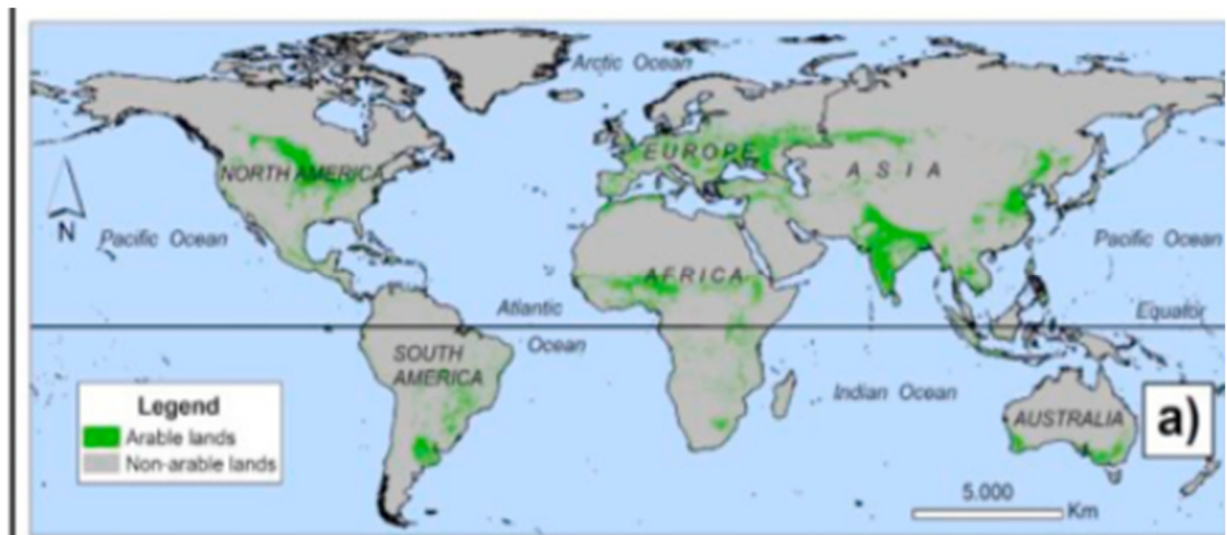 Arctic Ocean
EUROPE
NORTH AMERICA
ASIA
N
Pacific Ocean
Pacific Ocean
AFRICA
Atlantic
Equator
Ocean
SOUTH
AMERICA
Indian Ocean
Legend
AUSTRALIA
a)
Arable lands
Non-arable lands
5.000
Km